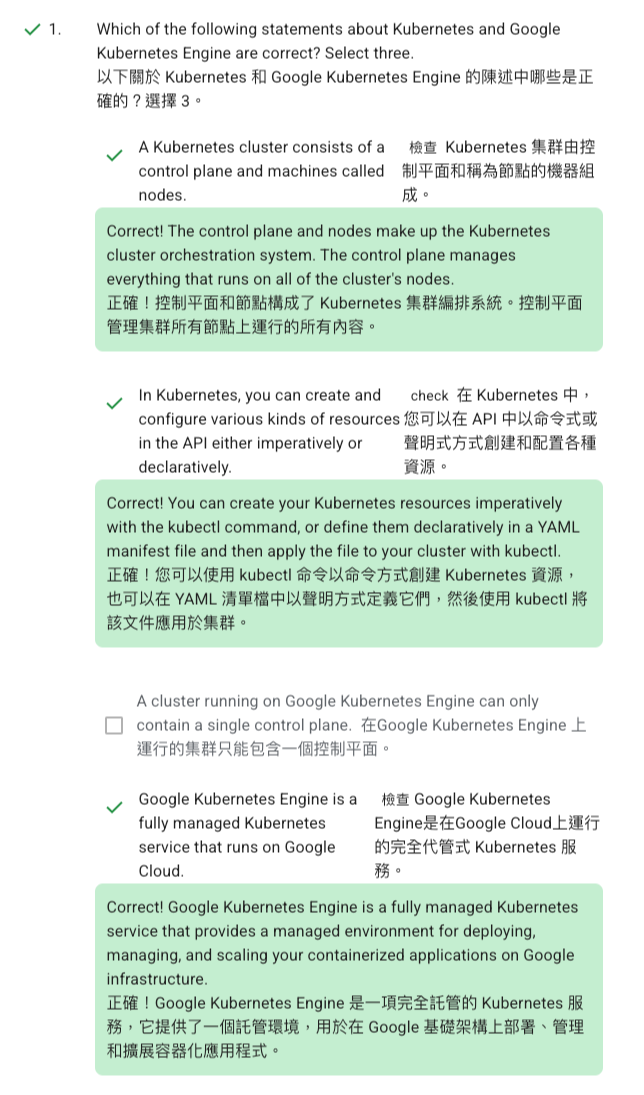 1. Which of the following statements about Kubernetes and Google
Kubernetes Engine are correct? Select three.
以下關於 Kubernetes 和 Google Kubernetes Engine 的陳述中哪些是正
確的？選擇 3。
A Kubernetes cluster consists of a
control plane and machines called
nodes.
檢查 Kubernetes 集群由控
制平面和稱為節點的機器組
成。
Correct! The control plane and nodes make up the Kubernetes
cluster orchestration system. The control plane manages
everything that runs on all of the cluster's nodes.
正確！控制平面和節點構成了 Kubernetes 集群編排系統。控制平面
管理集群所有節點上運行的所有內容。
In Kubernetes, you can create and
configure various kinds of resources
in the API either imperatively or
declaratively.
check 在 Kubernetes 中，
您可以在 API 中以命令式或
聲明式方式創建和配置各種
資源。
Correct! You can create your Kubernetes resources imperatively
with the kubectl command, or define them declaratively in a YAML
manifest file and then apply the file to your cluster with kubectl.
正確！您可以使用 kubectl 命令以命令方式創建 Kubernetes 資源，
也可以在 YAML 清單檔中以聲明方式定義它們，然後使用 kubectl 將
該文件應用於集群。
A cluster running on Google Kubernetes Engine can only
contain a single control plane. 在Google Kubernetes Engine 上
運行的集群只能包含一個控制平面。
Google Kubernetes Engine is a
fully managed Kubernetes
service that runs on Google
Cloud.
檢查 Google Kubernetes
Engine是在Google Cloud上運行
的完全代管式 Kubernetes 服
務。
Correct! Google Kubernetes Engine is a fully managed Kubernetes
service that provides a managed environment for deploying,
managing, and scaling your containerized applications on Google
infrastructure.
正確！Google Kubernetes Engine 是一項完全託管的 Kubernetes 服
務，它提供了一個託管環境，用於在 Google 基礎架構上部署、管理
和擴展容器化應用程式。